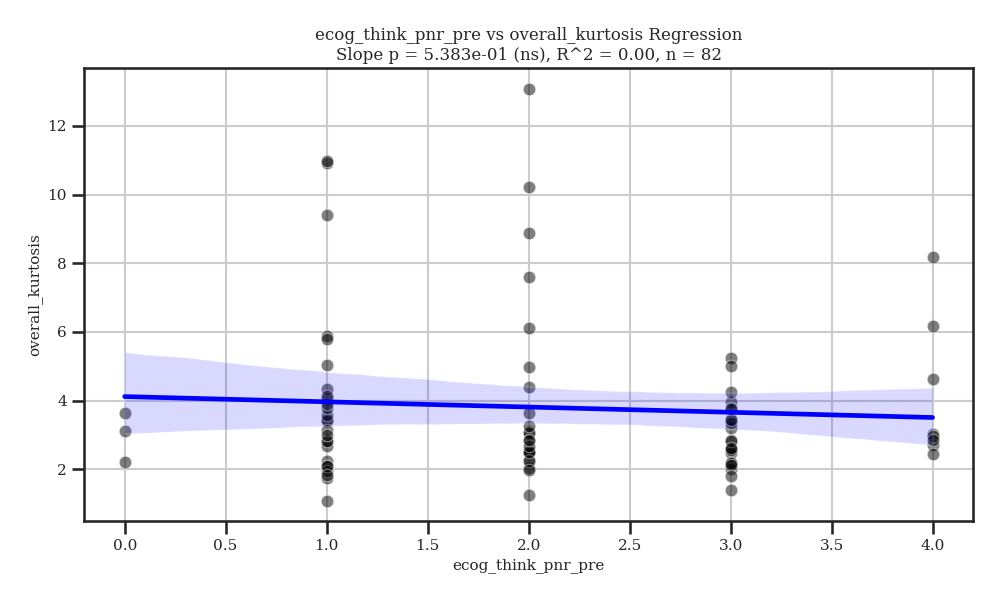 ecog_think_pnr_pre vs overall_kurtosis Regression
Slope p = 5.383e-01 (ns), R^2 = 0.00, n = 82
overall_kurtosis
12
10
8
6
4
2
0.0 0.5 1.0 1.5 2.0 2.5 3.0 3.5 4.0
ecog_think_pnr_pre